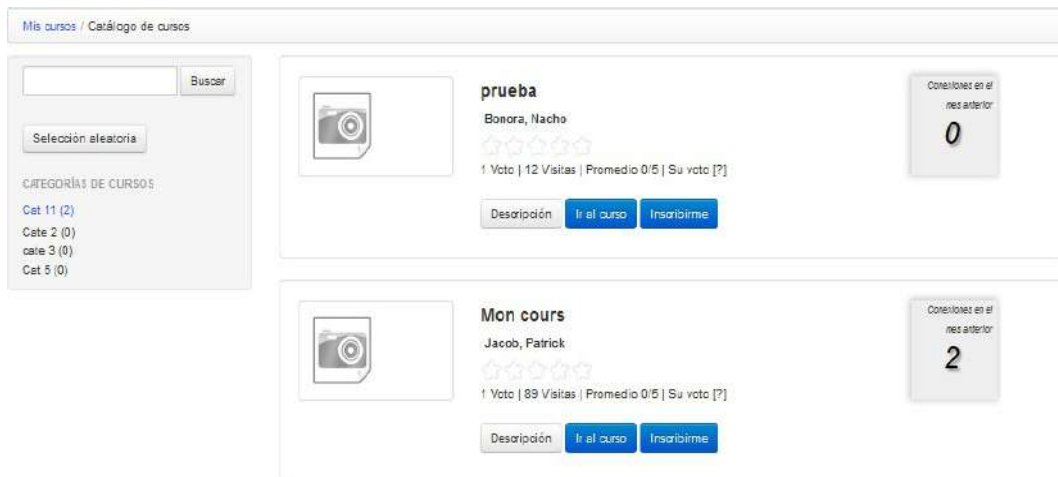 Mis cursos / Catálogo de cursos
Buscar
Selección aleatoria
CATEGORÍAS DE CURSOS
Cat 11 (2)
Cate 2 (0)
cate 3 (0)
Cat 5 (0)
prueba
Bonora, Nacho
1 Voto | 12 Visitas | Promedio 0/5 | Su voto [?]
Descripción
Ir al curso
Inscribirme
Conexiones en el
mes anterior
0
Mon cours
Jacob, Patrick
1 Voto | 89 Visitas | Promedio 0/5 | Su voto [?]
Descripción
Ir al curso
Inscribirme
Conexiones en el
mes anterior
2